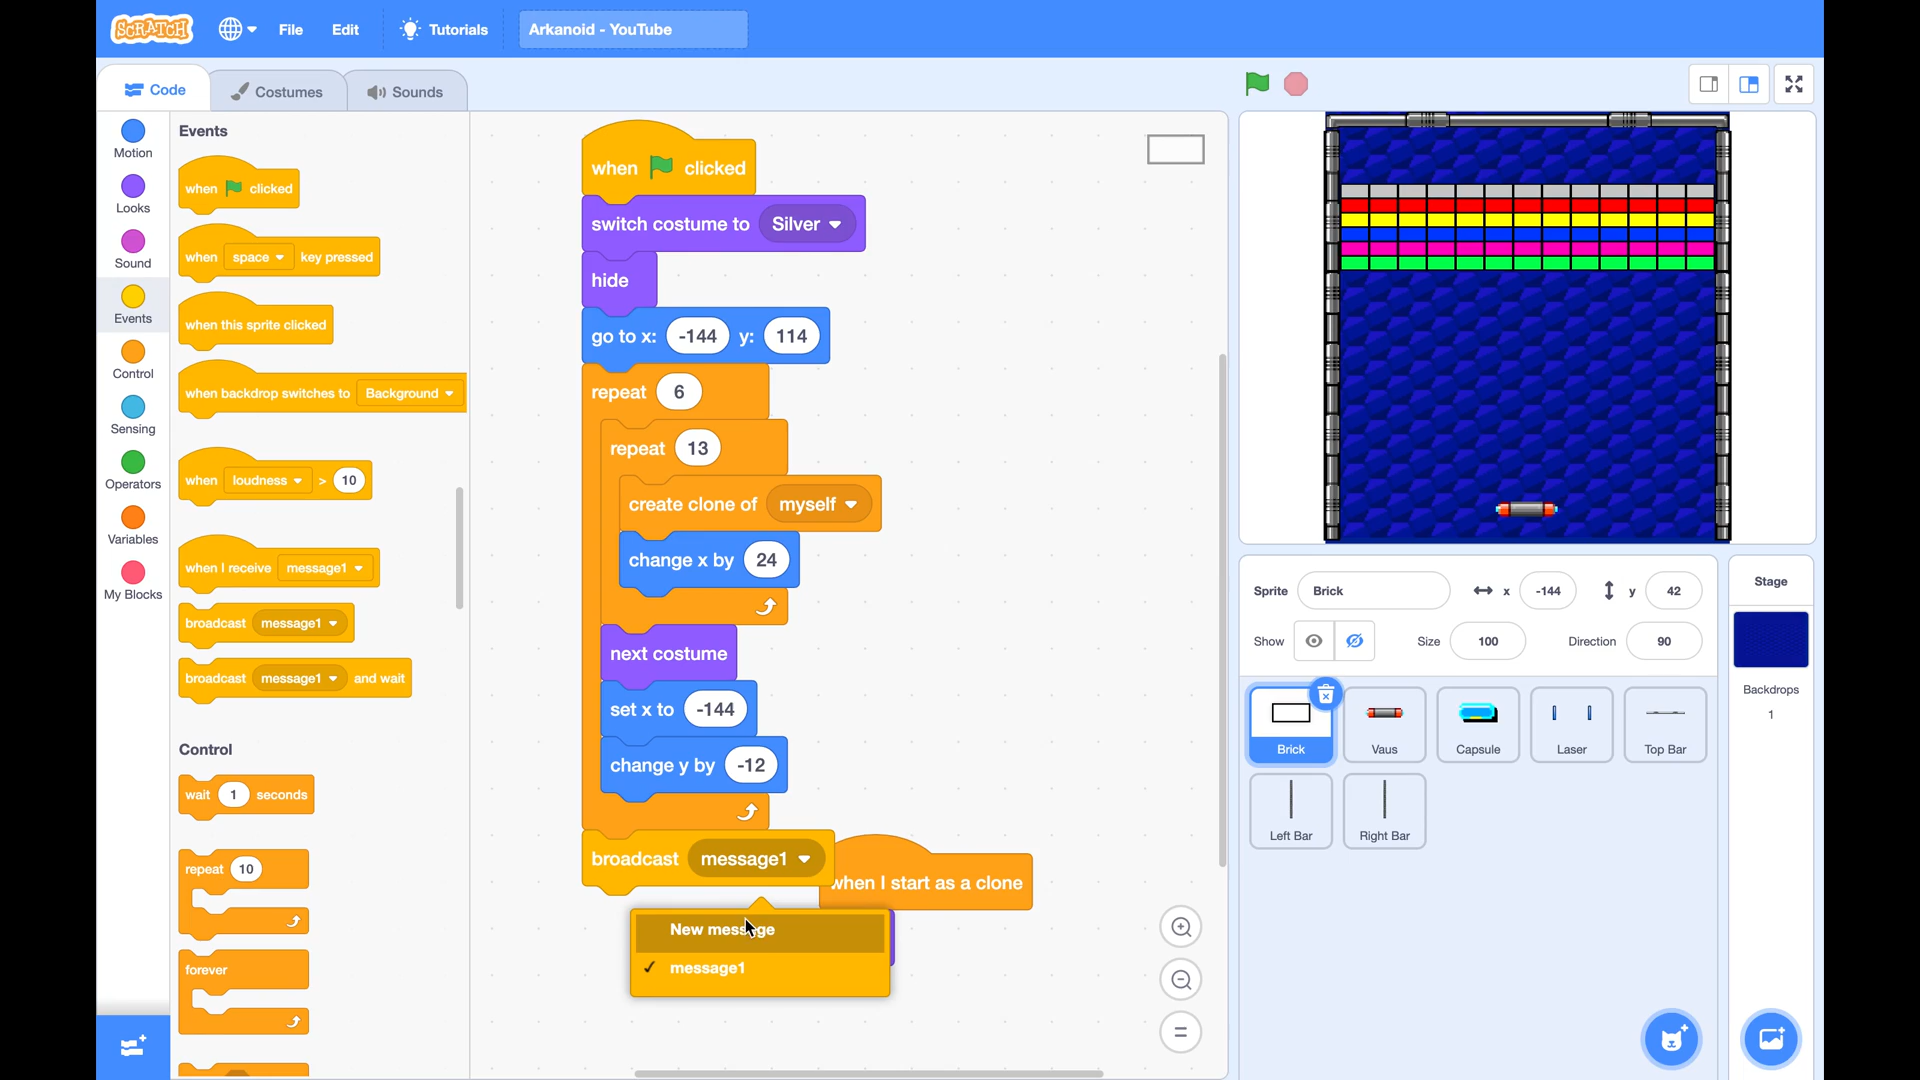 SCRATCH
File
Edit
Tutorials
Arkanoid - YouTube
Code
Costumes
Sounds
Motion
Looks
Sound
Events
Control
Sensing
Operators
Variables
My Blocks
Events
when clicked
when space key pressed
when this sprite clicked
when backdrop switches to Background
when loudness > 10
when I receive message1
broadcast message1
broadcast message1 and wait
Control
wait 1 seconds
repeat 10
forever
when clicked
switch costume to Silver
hide
go to x: -144 y: 114
repeat 6
repeat 13
create clone of myself
change x by 24
next costume
set x to -144
change y by -12
broadcast message1
when I start as a clone
New message
✓ message1
Sprite Brick x -144 y 42
Show Size 100 Direction 90
Brick
Vaus
Capsule
Laser
Top Bar
Left Bar
Right Bar
Stage
Backdrops
1